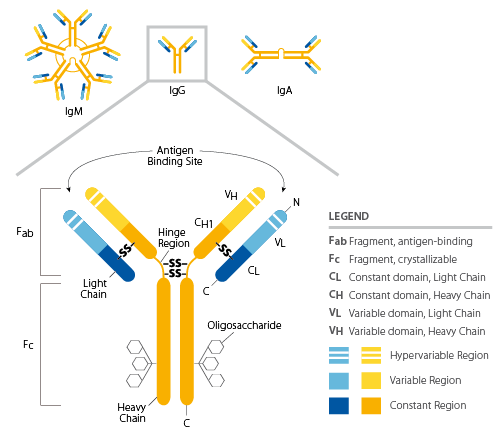 IgM
IgG
IgA
Antigen
Binding Site
Fab
VH
N
CH1
VL
Hinge
Region
SS
SS
SS
SS
CL
Light
Chain
C
Fc
Oligosaccharide
Heavy
Chain
C
LEGEND
Fab Fragment, antigen-binding
Fc Fragment, crystallizable
CL Constant domain, Light Chain
CH Constant domain, Heavy Chain
VL Variable domain, Light Chain
VH Variable domain, Heavy Chain
Hypervariable Region
Variable Region
Constant Region